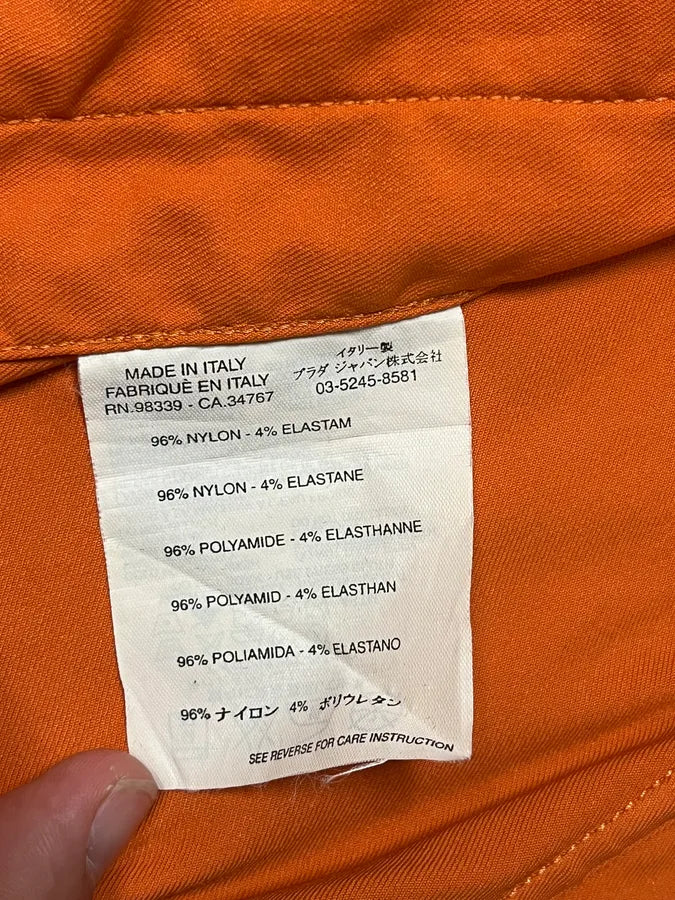 MADE IN ITALY
FABRIQUÈ EN ITALY
RN.98339 - CA.34767
イタリー製
プラダ ジャパン株式会社
03-5245-8581
96% NYLON - 4% ELASTAM
96% NYLON - 4% ELASTANE
96% POLYAMIDE - 4% ELASTHANNE
96% POLYAMID - 4% ELASTHAN
96% POLIAMIDA - 4% ELASTANO
96% ナイロン 4% ポリウレタン
SEE REVERSE FOR CARE INSTRUCTION